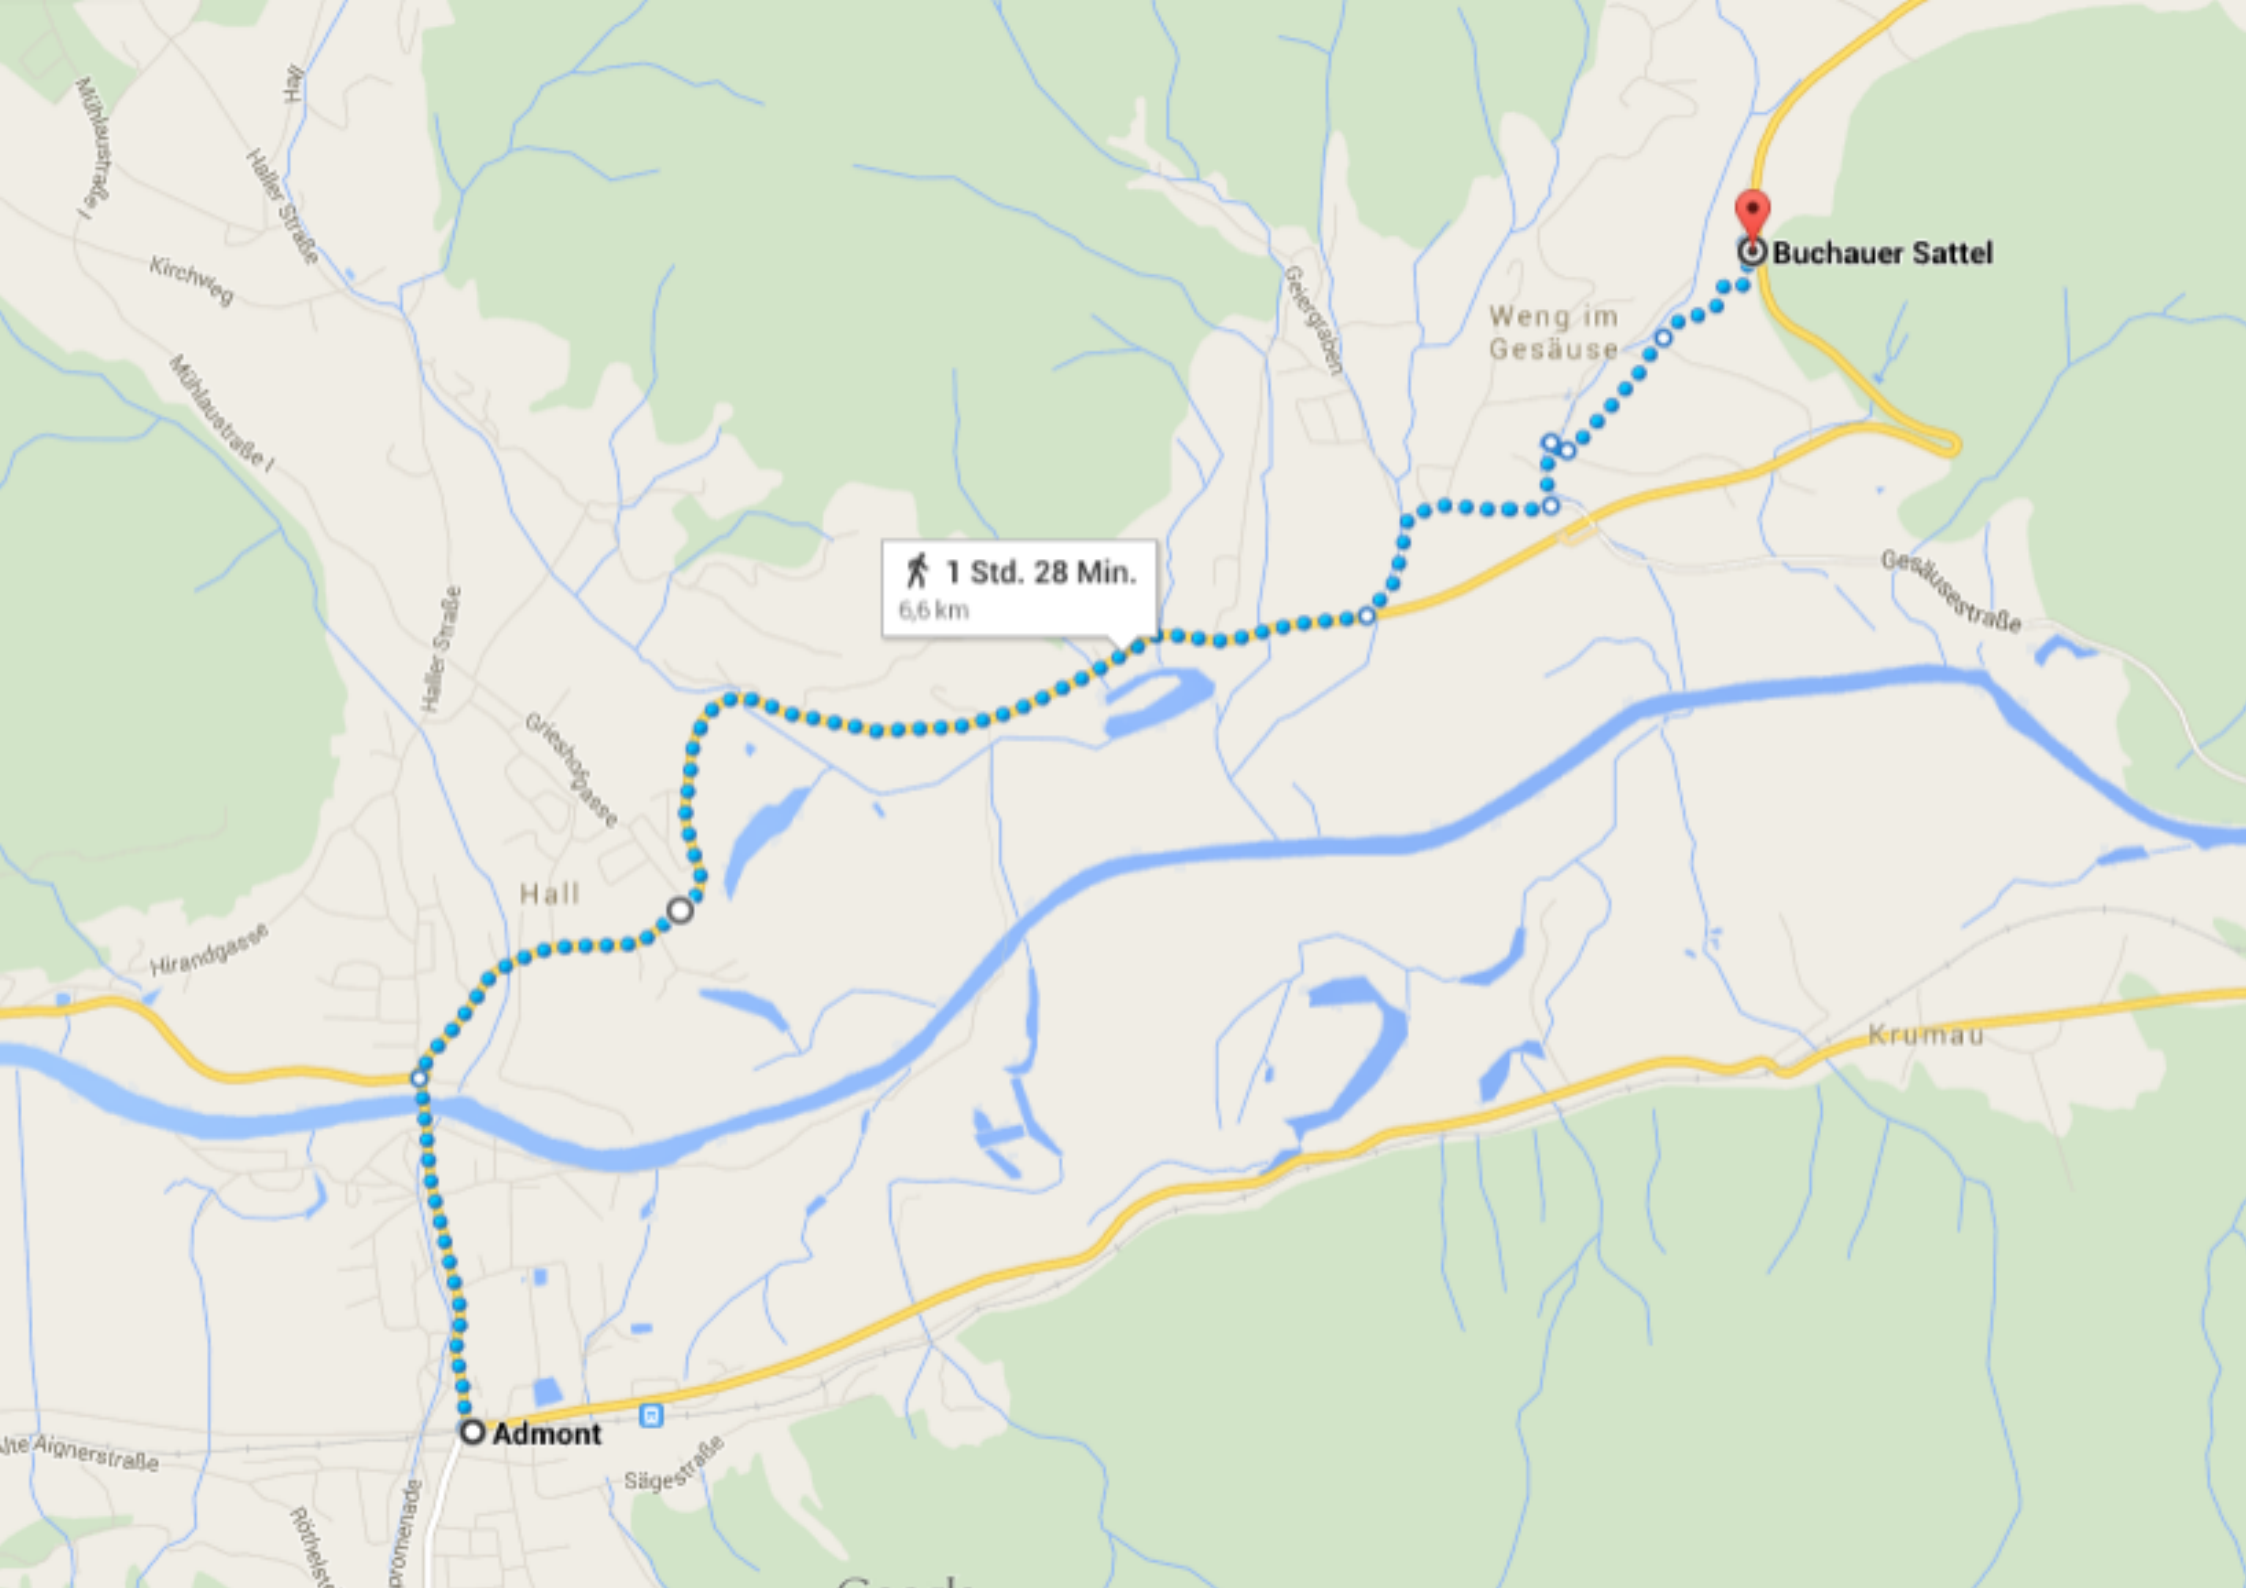 Hall
Mühlaustraße I
Haller Straße
Kirchweg
Buchauer Sattel
Geiergraben
Weng im
Gesäuse
Mühlaustraße I
1 Std. 28 Min.
6,6 km
Gesäusestraße
Haller Straße
Grieshofgasse
Hall
Hirandgasse
Krumau
Admont
Alte Aignerstraße
Sägestraße
promenade